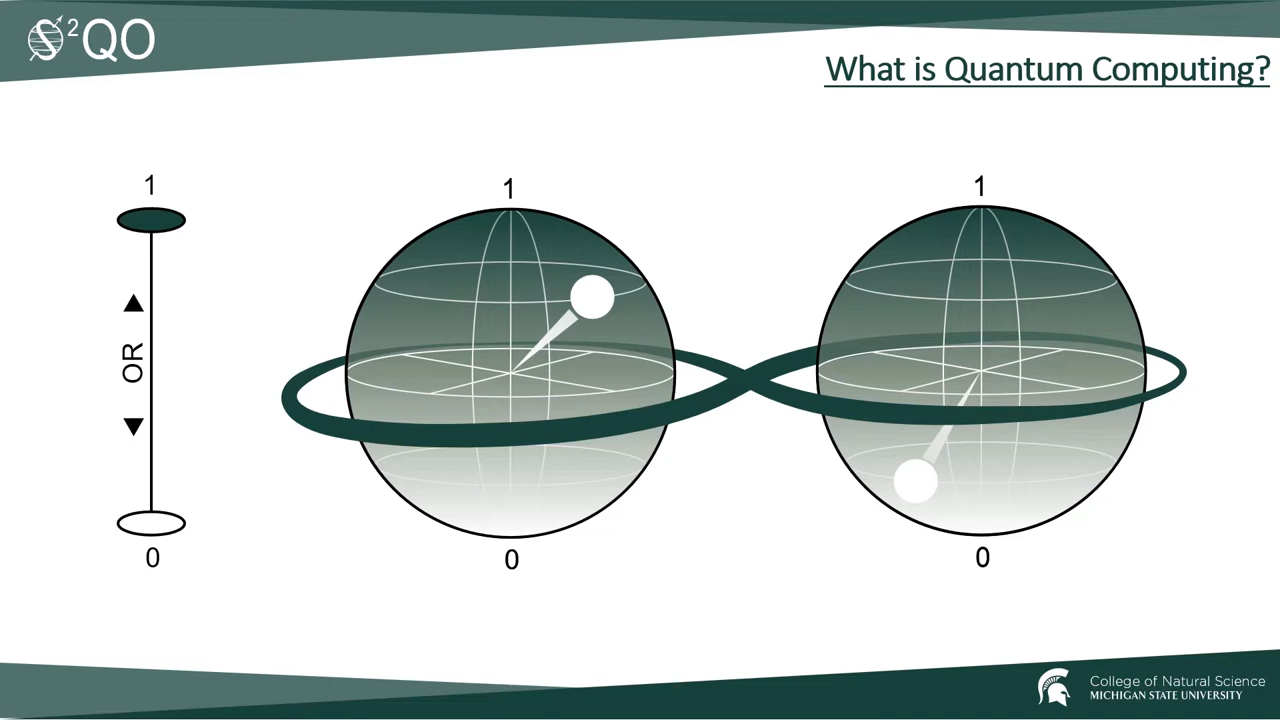 S²QO
What is Quantum Computing?
1
1
1
OR
0
0
0
College of Natural Science
MICHIGAN STATE UNIVERSITY